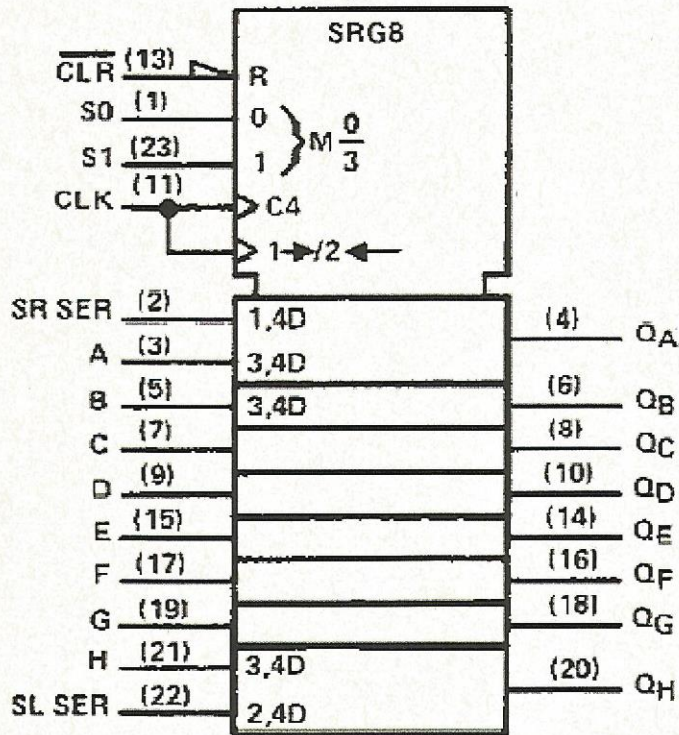 SRG8
CLR (13) R
S0 (1) 0
S1 (23) 1
M 0/3
CLK (11) C4
1→/2←
SR SER (2) 1,4D
(4) QA
A (3) 3,4D
B (5) 3,4D (6) QB
C (7) (8) QC
D (9) (10) QD
E (15) (14) QE
F (17) (16) QF
G (19) (18) QG
H (21) 3,4D
(20) QH
SL SER (22) 2,4D